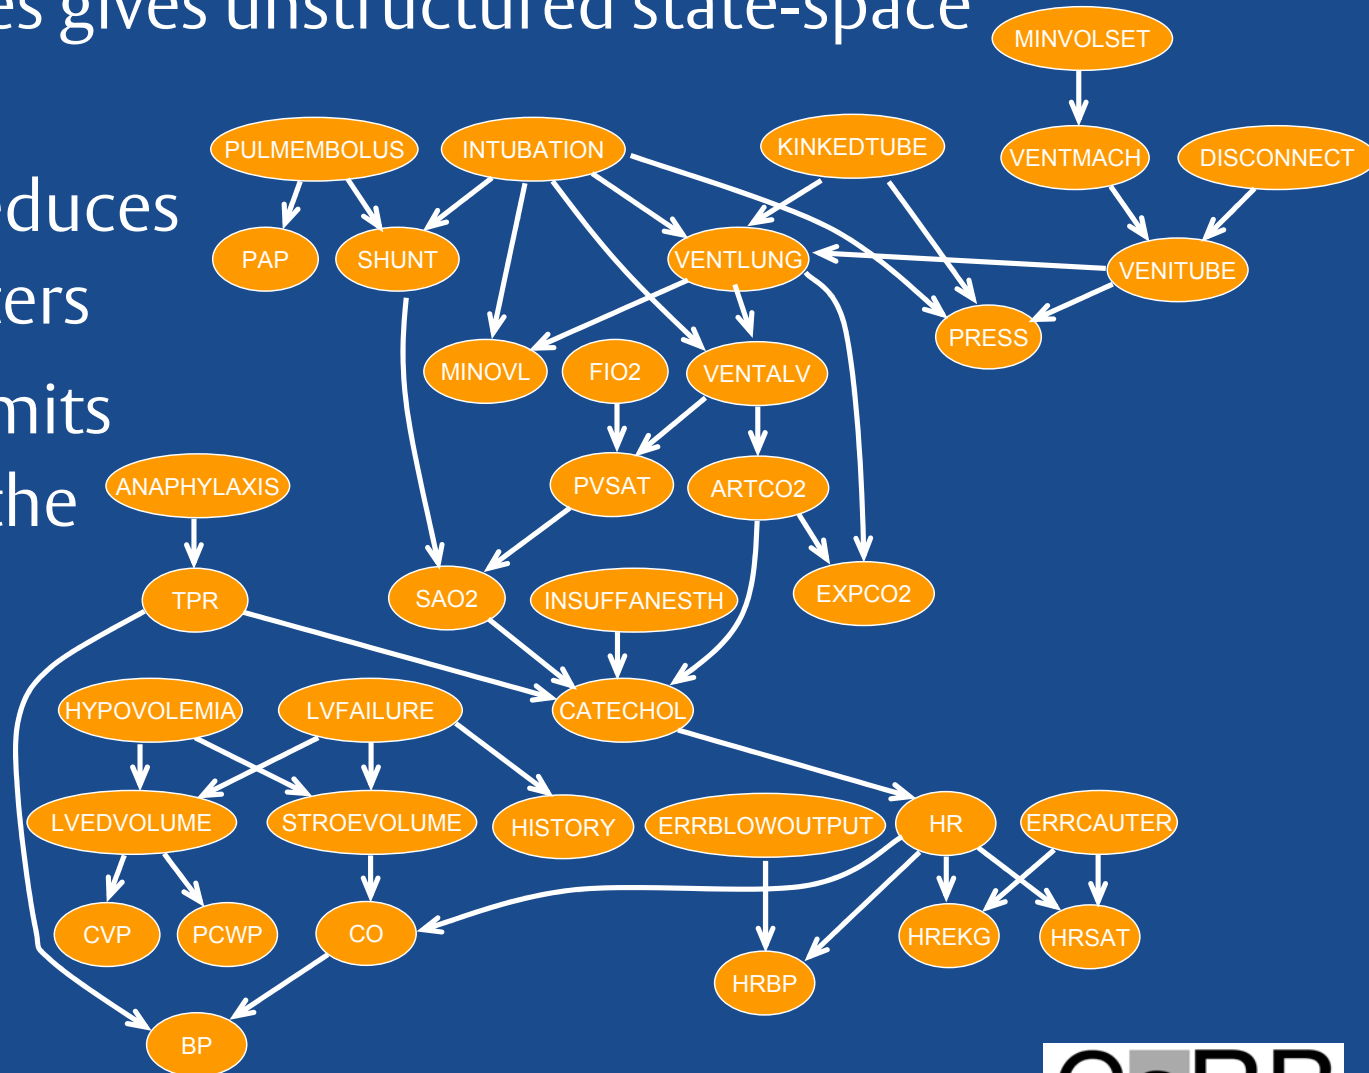 es gives unstructured state-space
MINVOLSET
PULMEMBOLUS
INTUBATION
KINKEDTUBE
VENTMACH
DISCONNECT
educes
PAP
SHUNT
VENTLUNG
VENITUBE
ters
PRESS
MINOVL
FIO2
VENTALV
mits
ANAPHYLAXIS
PVSAT
ARTCO2
the
TPR
SAO2
INSUFFANESTH
EXPCO2
HYPOVOLEMIA
LVFAILURE
CATECHOL
LVEDVOLUME
STROEVOLUME
HISTORY
ERRBLOWOUTPUT
HR
ERRCAUTER
CVP
PCWP
CO
HREKG
HRSAT
HRBP
BP